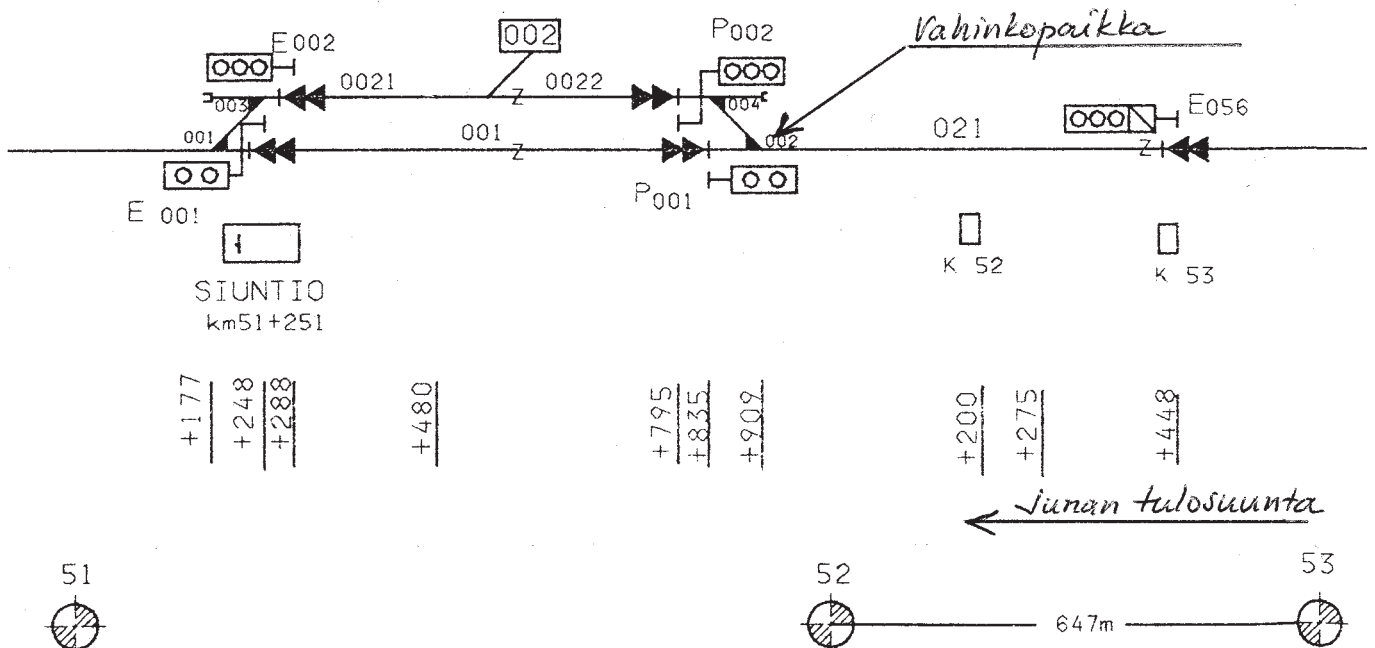 E002
002
P002
Vahinkopaikka
0021
0022
003
004
E056
001
001
002
021
E 001
P001
K 52
K 53
SIUNTIO
km51+251
+177
+248
+288
+480
+795
+835
+909
+200
+275
+448
Junan tulosuunta
51
52
53
647m